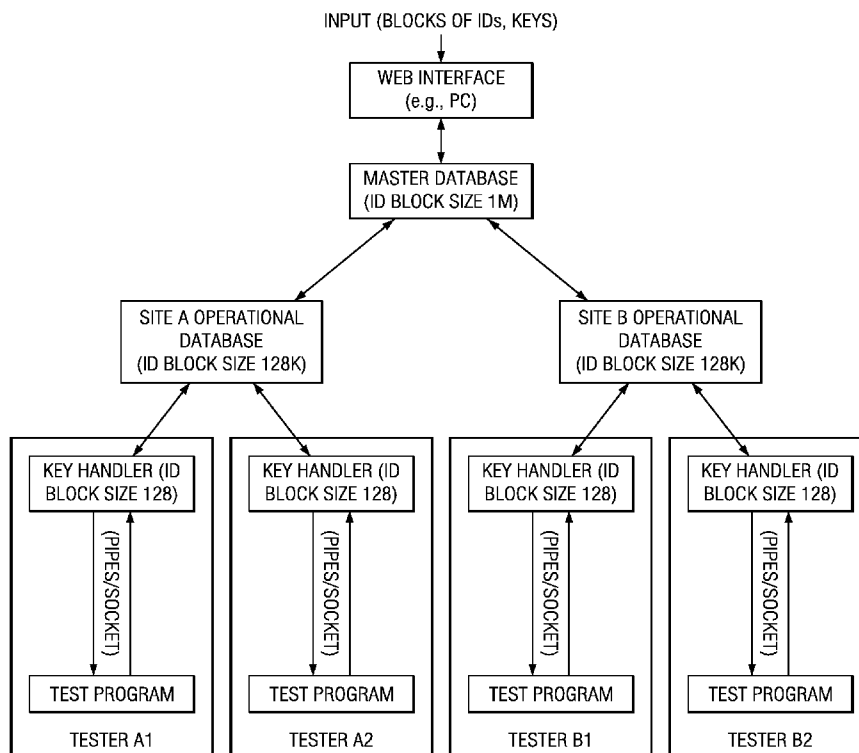 INPUT (BLOCKS OF IDs, KEYS)
WEB INTERFACE
(e.g., PC)
MASTER DATABASE
(ID BLOCK SIZE 1M)
SITE A OPERATIONAL
DATABASE
(ID BLOCK SIZE 128K)
SITE B OPERATIONAL
DATABASE
(ID BLOCK SIZE 128K)
KEY HANDLER (ID
BLOCK SIZE 128)
(PIPES/SOCKET)
TEST PROGRAM
TESTER A1
KEY HANDLER (ID
BLOCK SIZE 128)
(PIPES/SOCKET)
TEST PROGRAM
TESTER A2
KEY HANDLER (ID
BLOCK SIZE 128)
(PIPES/SOCKET)
TEST PROGRAM
TESTER B1
KEY HANDLER (ID
BLOCK SIZE 128)
(PIPES/SOCKET)
TEST PROGRAM
TESTER B2